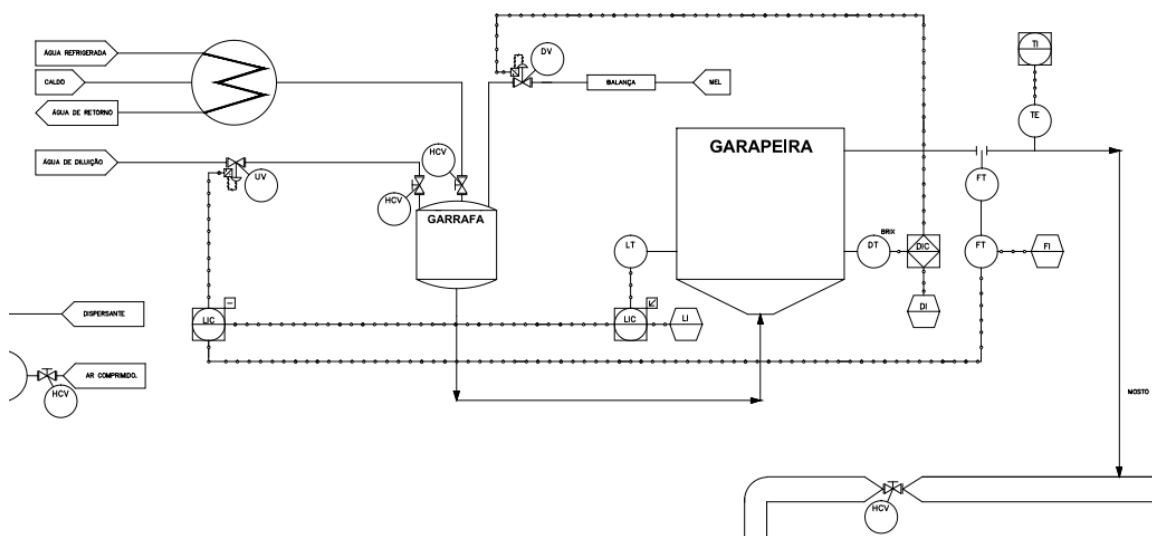 ÁGUA REFRIGERADA
CALDO
ÁGUA DE RETORNO
DV
BALANÇA
MEL
TI
TE
ÁGUA DE DILUIÇÃO
UV
HCV
HCV
GARRAFA
GARAPEIRA
FT
LT
DT
BRIX
DIC
FT
FI
DI
DISPERSANTE
LIC
-
LIC
LI
AR COMPRIMIDO.
HCV
MOSTO
HCV